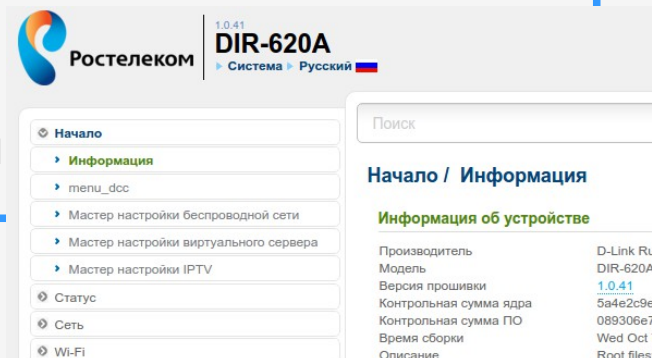 1.0.41
Ростелеком
DIR-620A
Система Русский
Поиск
Начало
Информация
menu_dcc
Мастер настройки беспроводной сети
Мастер настройки виртуального сервера
Мастер настройки IPTV
Статус
Сеть
Wi-Fi
Начало / Информация
Информация об устройстве
Производитель D-Link Ru
Модель DIR-620A
Версия прошивки 1.0.41
Контрольная сумма ядра 5a4e2c9e
Контрольная сумма ПО 089306e7
Время сборки Wed Oct
Описание Root files